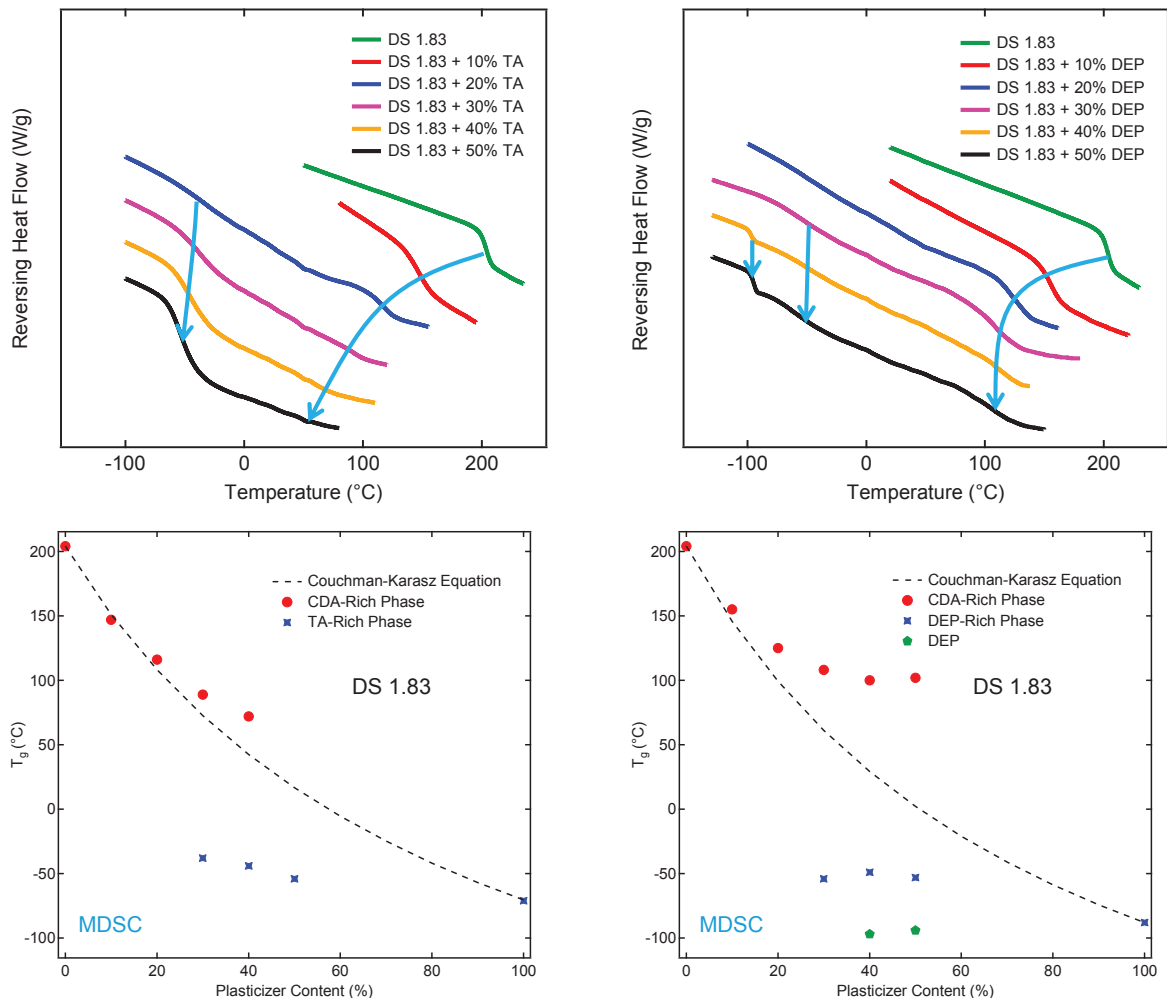 DS 1.83
DS 1.83 + 10% TA
DS 1.83 + 20% TA
DS 1.83 + 30% TA
DS 1.83 + 40% TA
DS 1.83 + 50% TA
Reversing Heat Flow (W/g)
-100 0 100 200
Temperature (°C)
DS 1.83
DS 1.83 + 10% DEP
DS 1.83 + 20% DEP
DS 1.83 + 30% DEP
DS 1.83 + 40% DEP
DS 1.83 + 50% DEP
Reversing Heat Flow (W/g)
-100 0 100 200
Temperature (°C)
200
150
100
50
0
-50
-100
Tg (°C)
Couchman-Karasz Equation
CDA-Rich Phase
TA-Rich Phase
DS 1.83
MDSC
0 20 40 60 80 100
Plasticizer Content (%)
200
150
100
50
0
-50
-100
Tg (°C)
Couchman-Karasz Equation
CDA-Rich Phase
DEP-Rich Phase
DEP
DS 1.83
MDSC
0 20 40 60 80 100
Plasticizer Content (%)